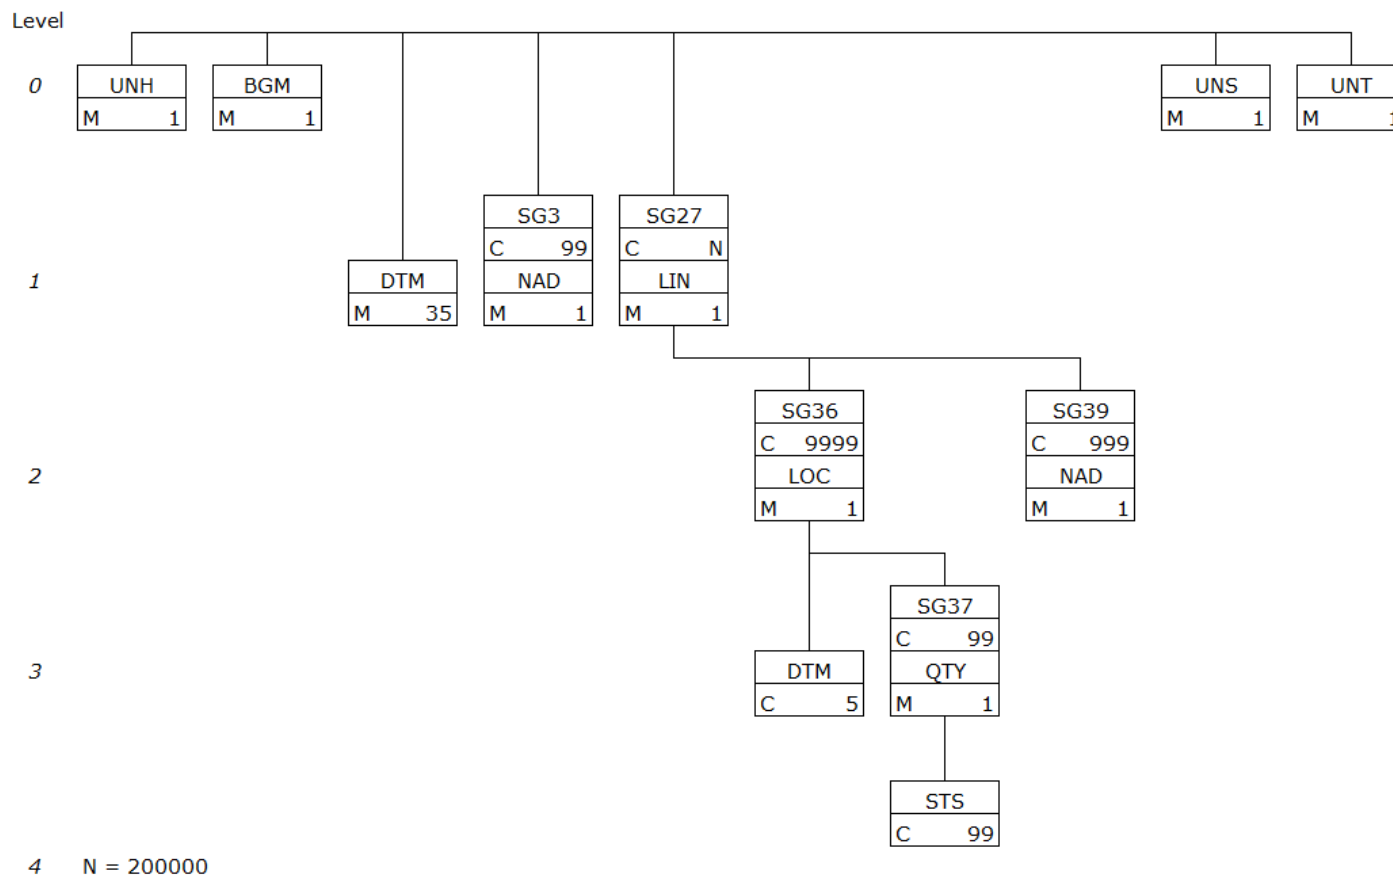 Level
0 UNH BGM UNS UNT
M 1 M 1 M 1 M 1
SG3 SG27
C 99 C N
1 DTM NAD LIN
M 35 M 1 M 1
SG36 SG39
C 9999 C 999
2 LOC NAD
M 1 M 1
SG37
C 99
3 DTM QTY
C 5 M 1
STS
C 99
4 N = 200000